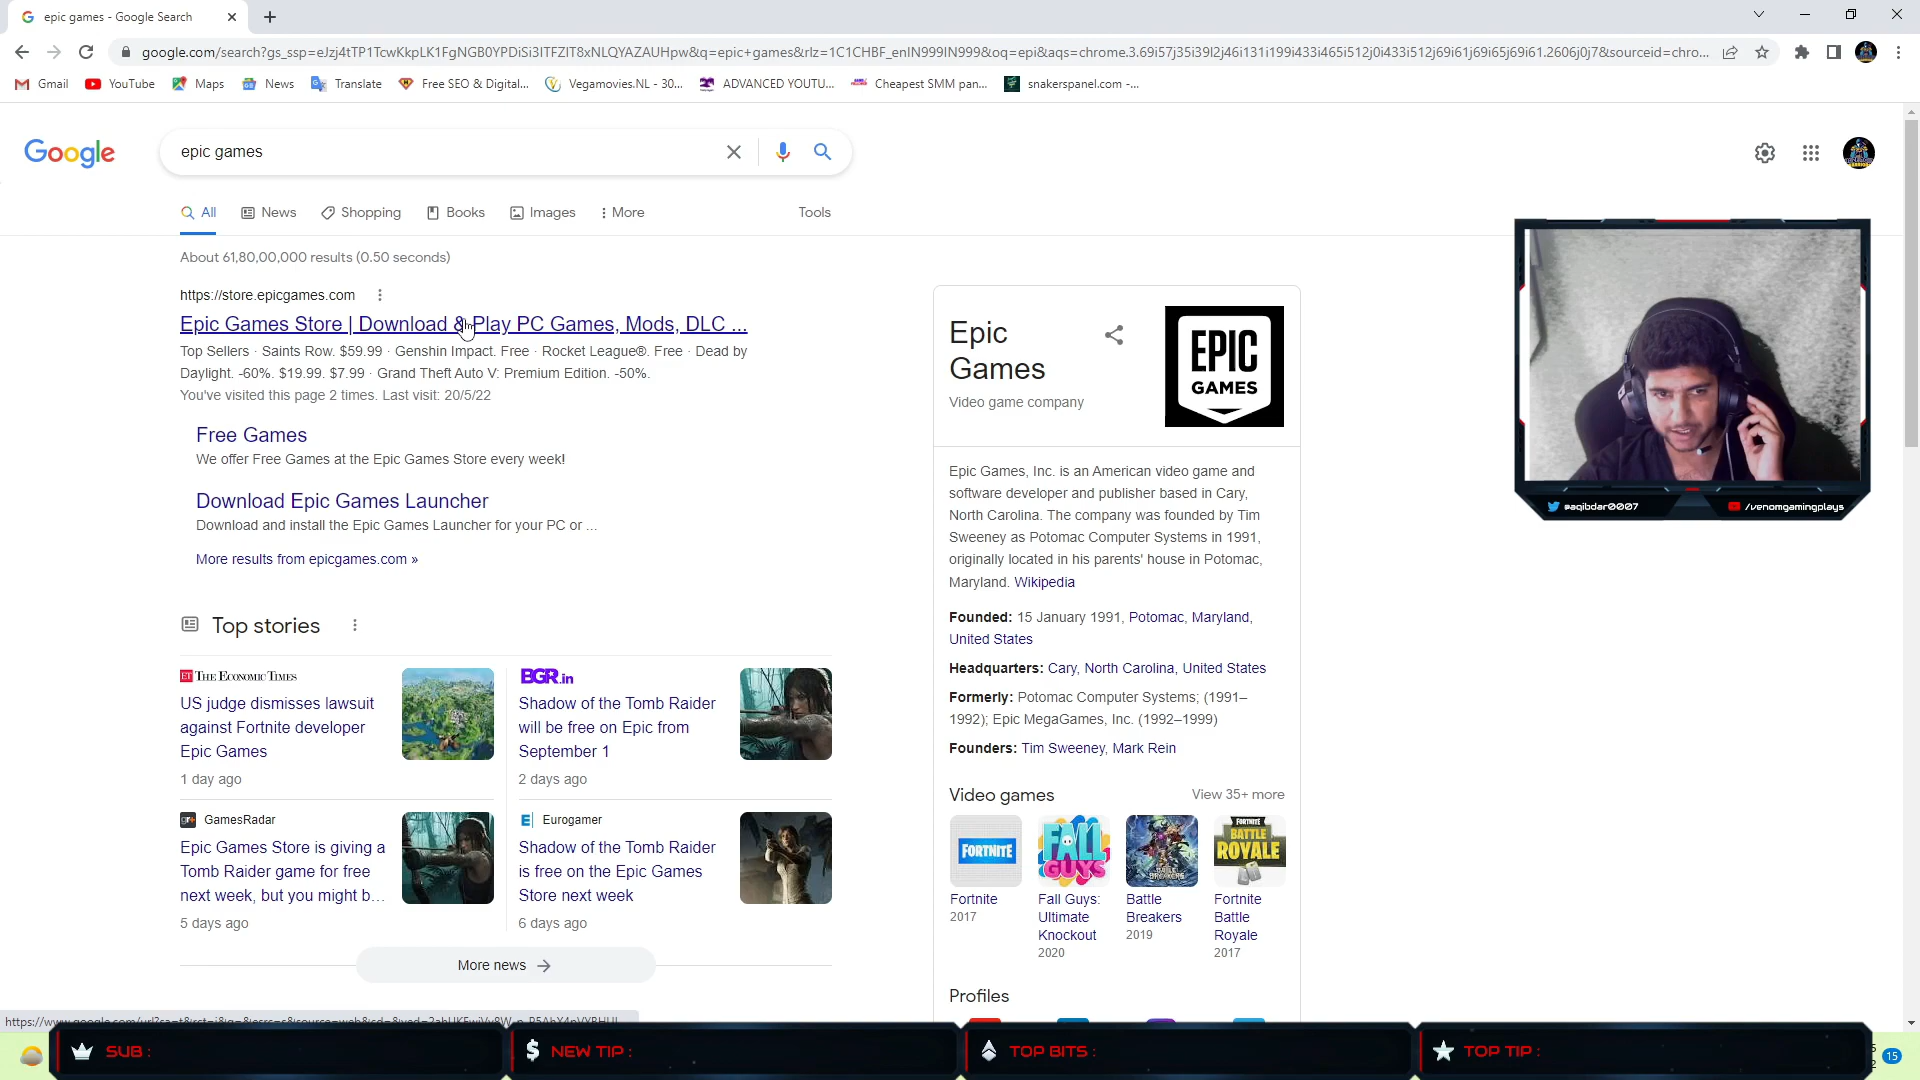 epic games - Google Search
google.com/search?gs_ssp=eJzj4tTP1TcwKkpLK1FgNGB0YPDiSi3ITFZIT8xNLQYAZAUHpw&q=epic+games&rlz=1C1CHBF_enIN999IN999&oq=epi&aqs=chrome.3.69i57j35i39l2j46i131i199i433i465i512j0i433i512j69i61j69i65j69i61.2606j0j7&sourceid=chro...
Gmail YouTube Maps News Translate Free SEO & Digital... Vegamovies.NL - 30... ADVANCED YOUTU... Cheapest SMM pan... snakerspanel.com -...
Google
epic games
All News Shopping Books Images More Tools
About 61,80,00,000 results (0.50 seconds)
https://store.epicgames.com
Epic Games Store | Download & Play PC Games, Mods, DLC ...
Top Sellers · Saints Row. $59.99 · Genshin Impact. Free · Rocket League®. Free · Dead by
Daylight. -60%. $19.99. $7.99 · Grand Theft Auto V: Premium Edition. -50%.
You've visited this page 2 times. Last visit: 20/5/22
Free Games
We offer Free Games at the Epic Games Store every week!
Download Epic Games Launcher
Download and install the Epic Games Launcher for your PC or ...
More results from epicgames.com »
Top stories
ET THE ECONOMIC TIMES
US judge dismisses lawsuit
against Fortnite developer
Epic Games
1 day ago
BGR.in
Shadow of the Tomb Raider
will be free on Epic from
September 1
2 days ago
gr+ GamesRadar
Epic Games Store is giving a
Tomb Raider game for free
next week, but you might b...
5 days ago
E Eurogamer
Shadow of the Tomb Raider
is free on the Epic Games
Store next week
6 days ago
More news
Epic
Games
Video game company
EPIC
GAMES
Epic Games, Inc. is an American video game and
software developer and publisher based in Cary,
North Carolina. The company was founded by Tim
Sweeney as Potomac Computer Systems in 1991,
originally located in his parents' house in Potomac,
Maryland. Wikipedia
Founded: 15 January 1991, Potomac, Maryland,
United States
Headquarters: Cary, North Carolina, United States
Formerly: Potomac Computer Systems; (1991–
1992); Epic MegaGames, Inc. (1992–1999)
Founders: Tim Sweeney, Mark Rein
Video games
View 35+ more
FORTNITE
FALL
GUYS
BATTLE
BREAKERS
FORTNITE
BATTLE
ROYALE
Fortnite
2017
Fall Guys:
Ultimate
Knockout
2020
Battle
Breakers
2019
Fortnite
Battle
Royale
2017
Profiles
@aqibdar0007
/venomgamingplays
SUB :
NEW TIP :
TOP BITS :
TOP TIP :
15